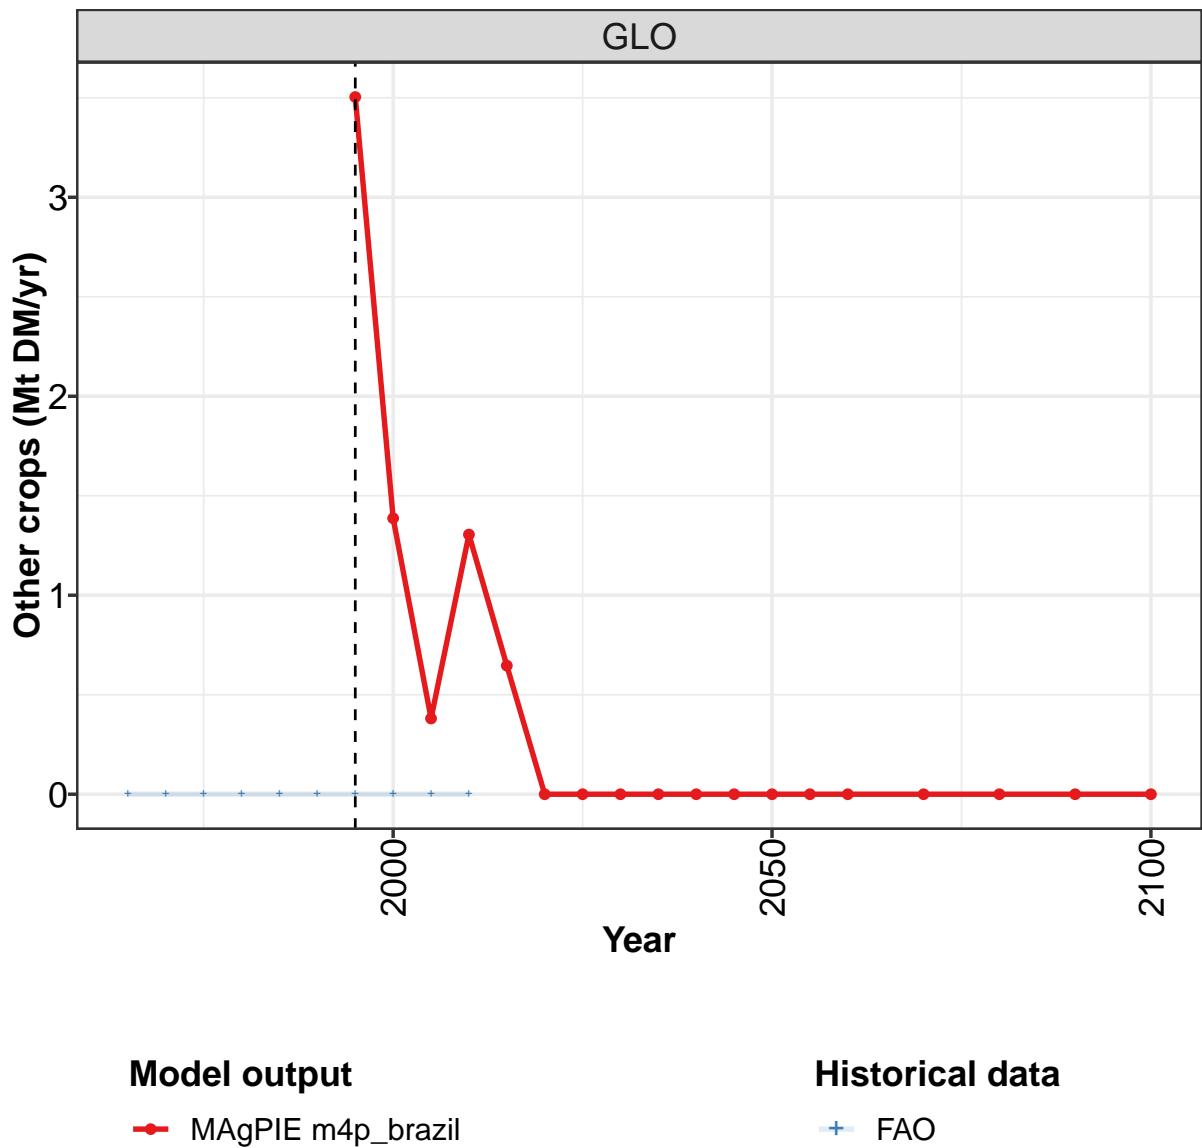 GLO
Other crops (Mt DM/yr)
3
2
1
0
2000
2050
2100
Year
Model output
MAgPIE m4p_brazil
Historical data
FAO